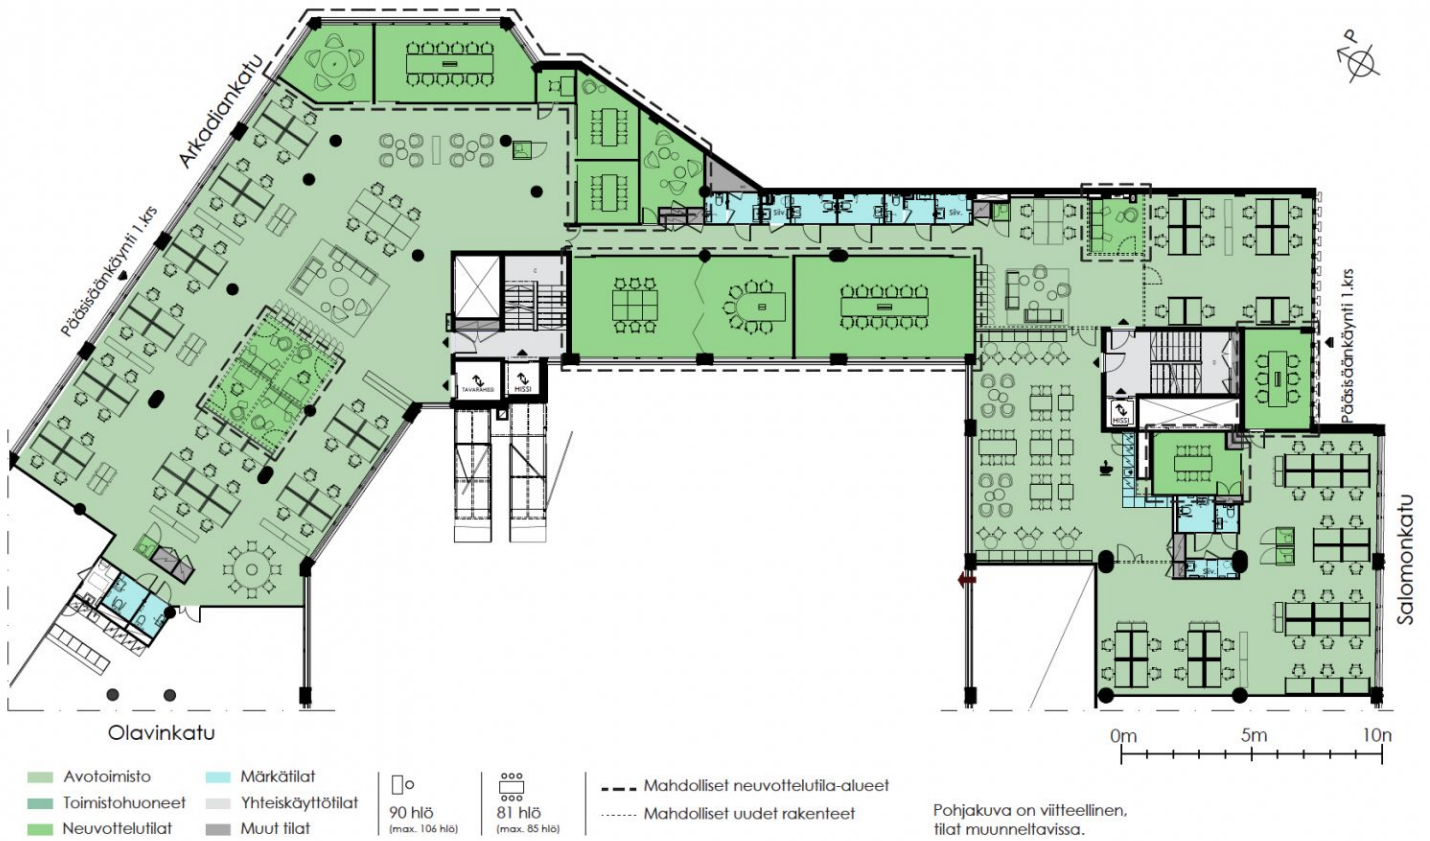 P
Arkadiankatu
Pääsisäänkäynti 1.krs
Siiv.
Siiv.
TAVARAHISSI
HISSI
HISSI
Pääsisäänkäynti 1.krs
Siiv.
Salomonkatu
Olavinkatu
0m 5m 10n
Avotoimisto
Toimistohuoneet
Neuvottelutilat
Märkätilat
Yhteiskäyttötilat
Muut tilat
90 hlö
(max. 106 hlö)
81 hlö
(max. 85 hlö)
Mahdolliset neuvottelutila-alueet
Mahdolliset uudet rakenteet
Pohjakuva on viitteellinen,
tilat muunneltavissa.